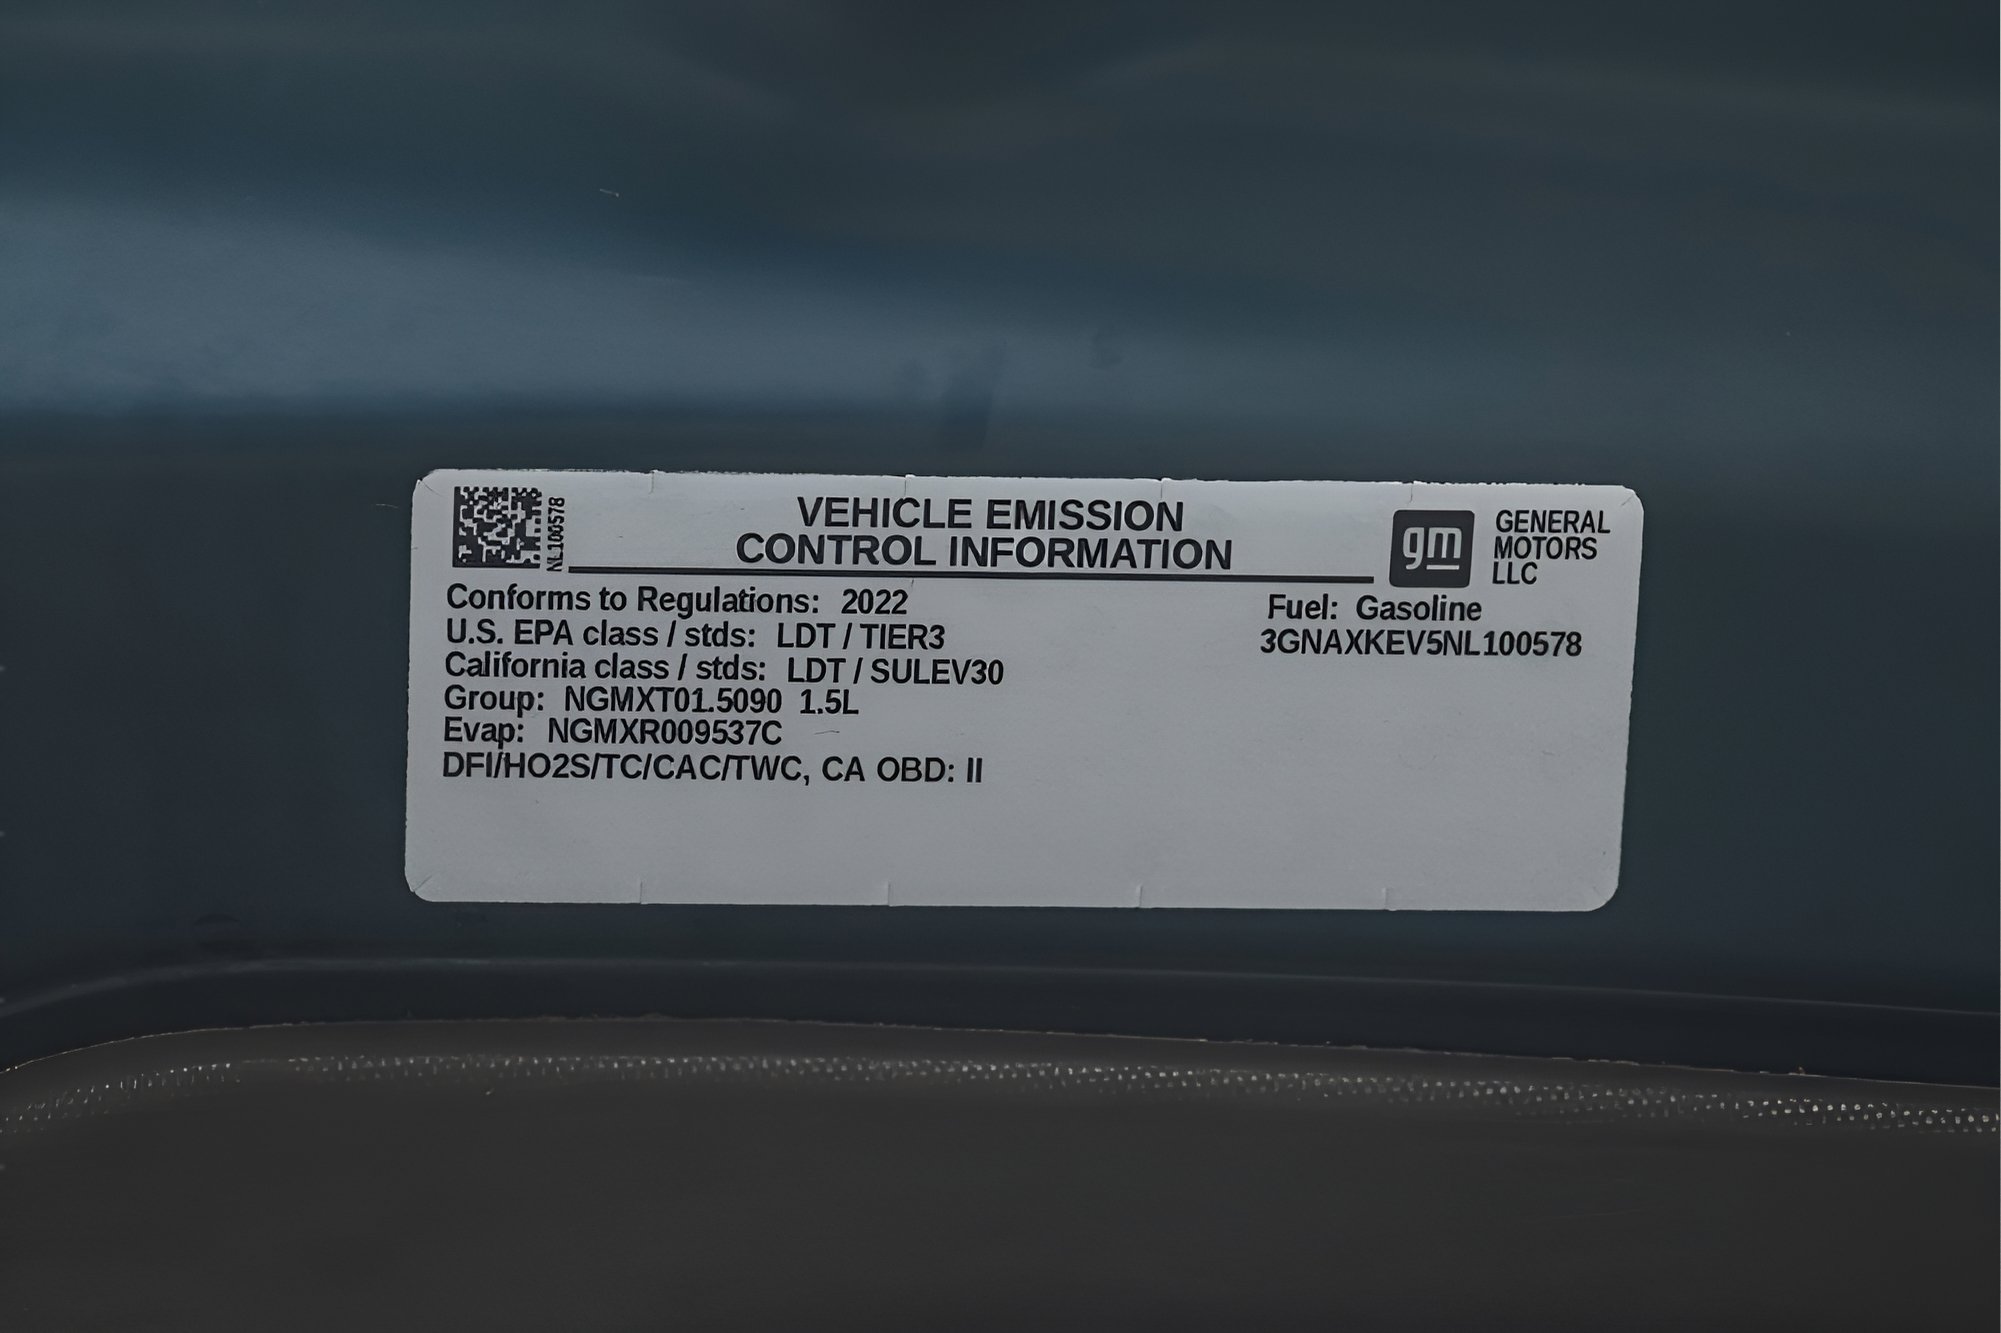 NL100578
VEHICLE EMISSION
CONTROL INFORMATION
gm
GENERAL
MOTORS
LLC
Conforms to Regulations: 2022
U.S. EPA class / stds: LDT / TIER3
California class / stds: LDT / SULEV30
Group: NGMXT01.5090 1.5L
Evap: NGMXR009537C
DFI/HO2S/TC/CAC/TWC, CA OBD: II
Fuel: Gasoline
3GNAXKEV5NL100578